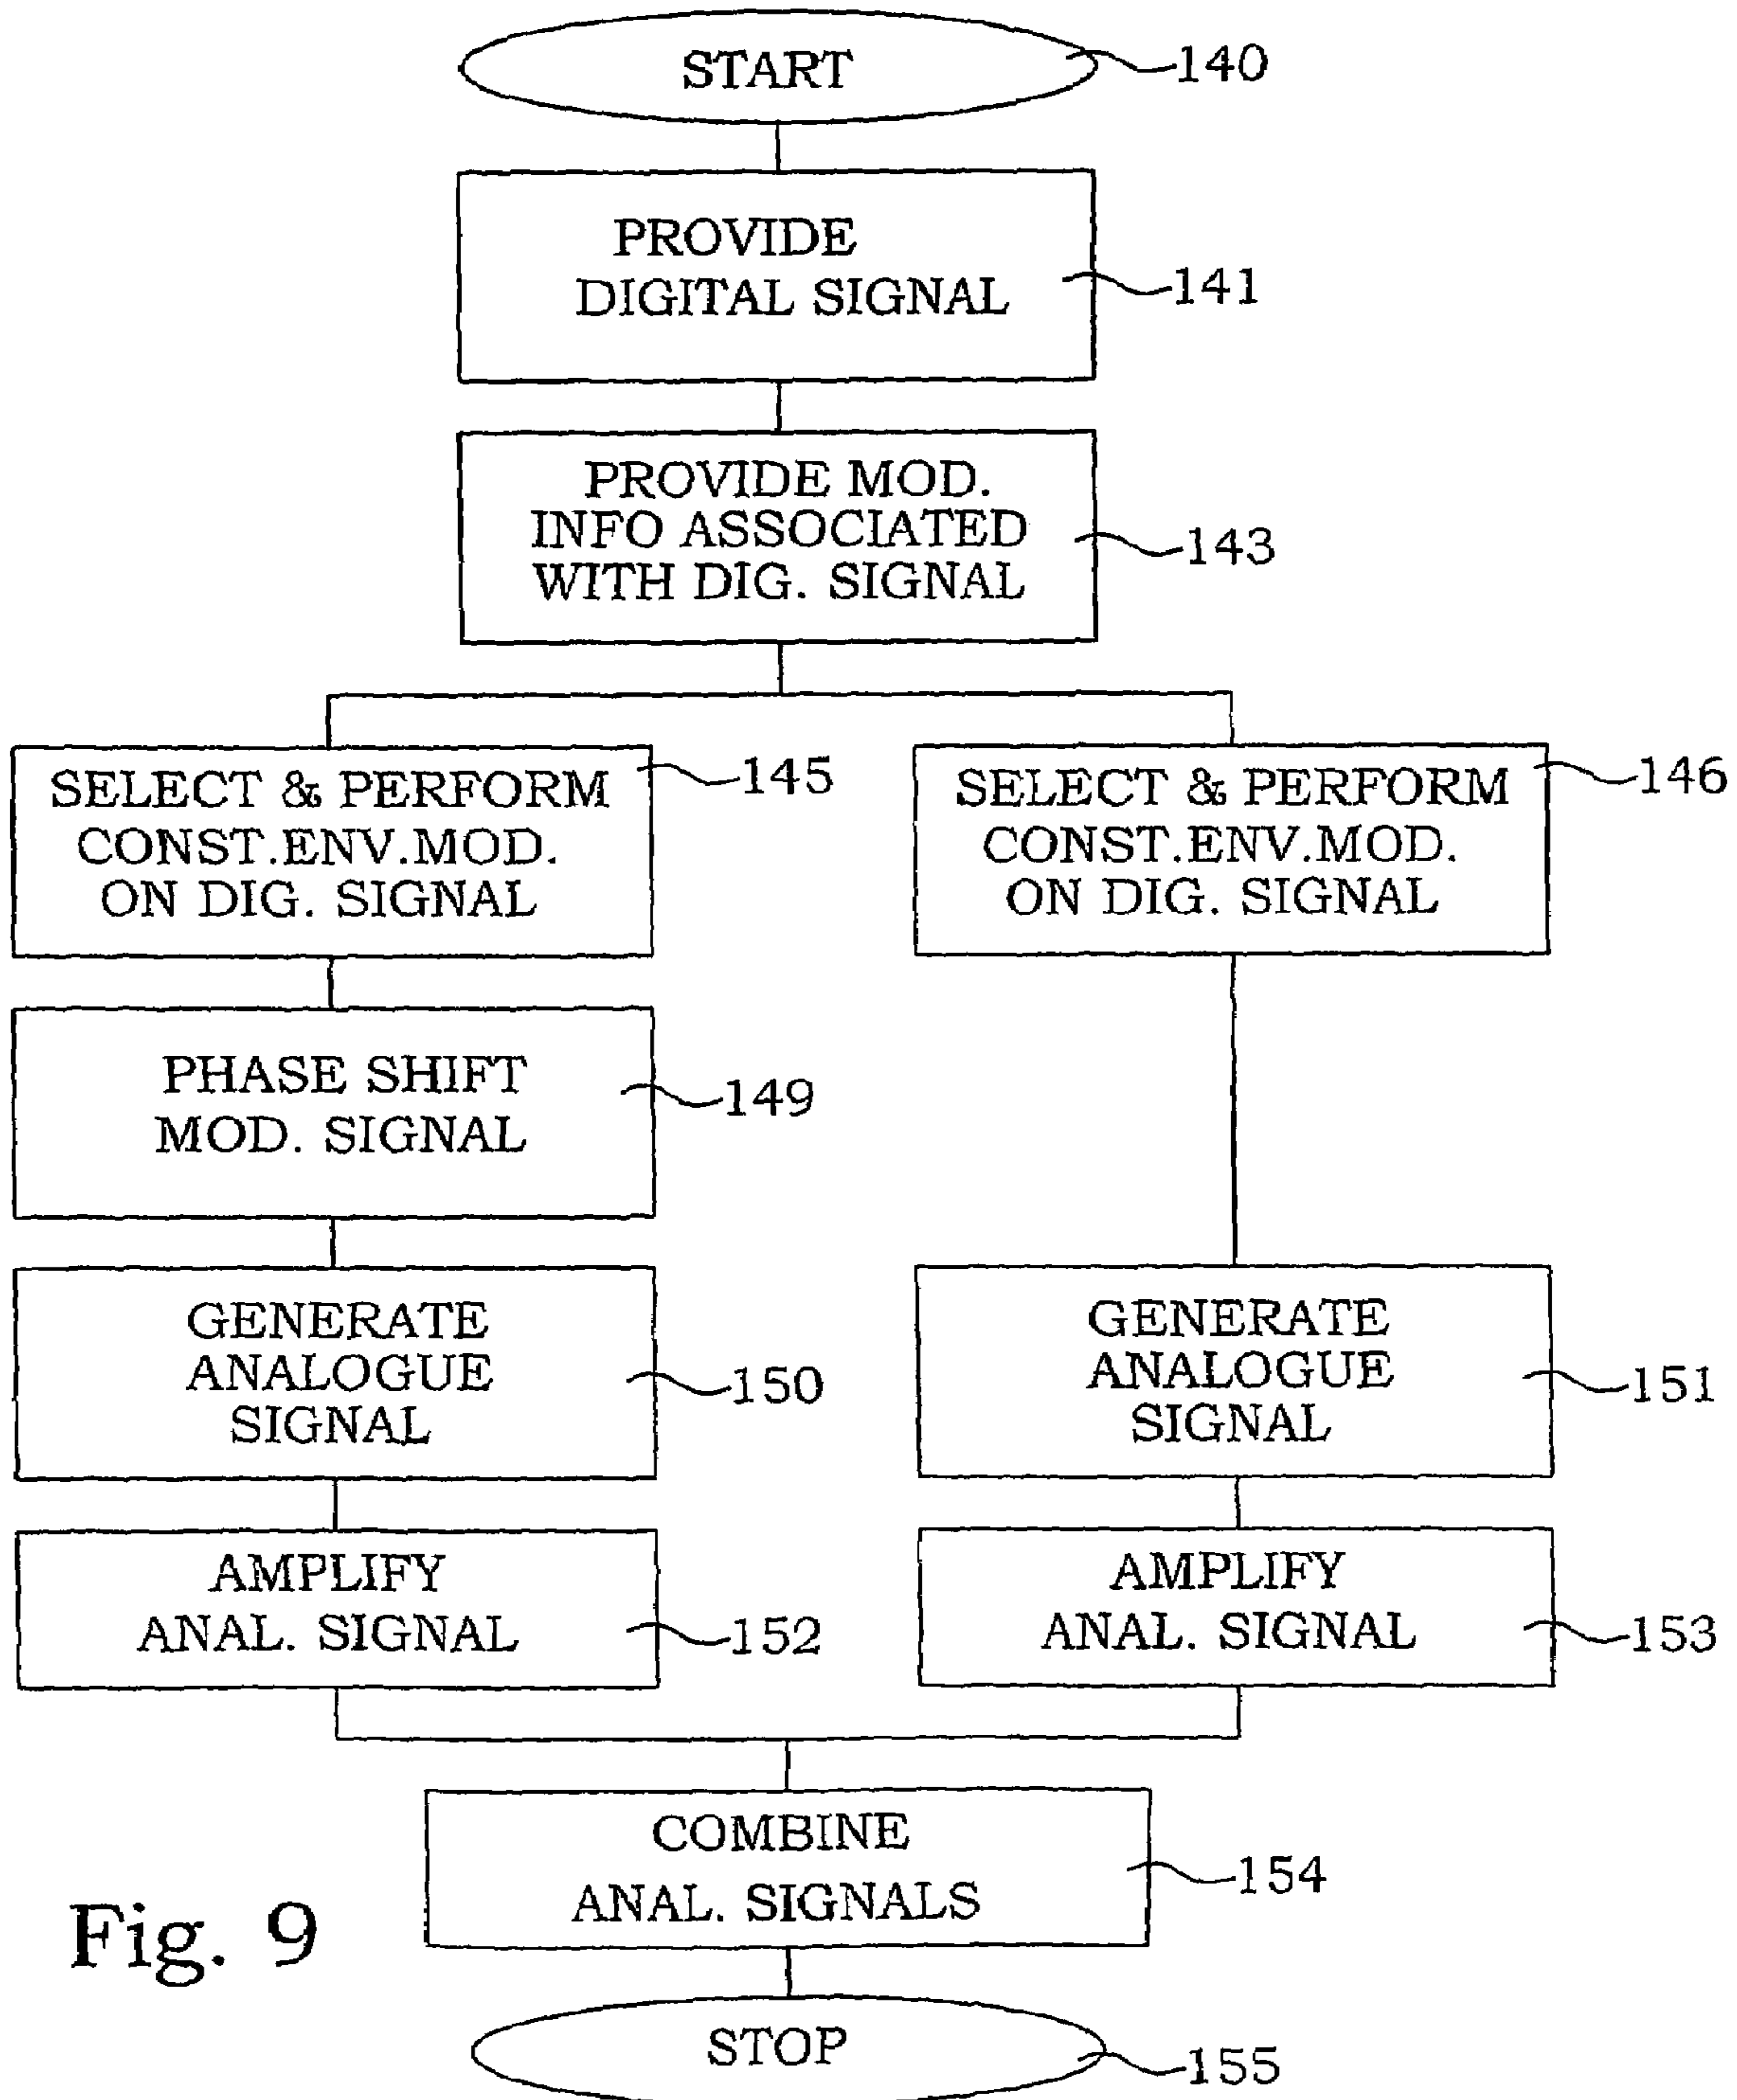 START
140
PROVIDE
DIGITAL SIGNAL
141
PROVIDE MOD.
INFO ASSOCIATED
WITH DIG. SIGNAL
143
SELECT & PERFORM
CONST.ENV.MOD.
ON DIG. SIGNAL
145
SELECT & PERFORM
CONST.ENV.MOD.
ON DIG. SIGNAL
146
PHASE SHIFT
MOD. SIGNAL
149
GENERATE
ANALOGUE
SIGNAL
150
GENERATE
ANALOGUE
SIGNAL
151
AMPLIFY
ANAL. SIGNAL
152
AMPLIFY
ANAL. SIGNAL
153
COMBINE
ANAL. SIGNALS
154
Fig. 9
STOP
155